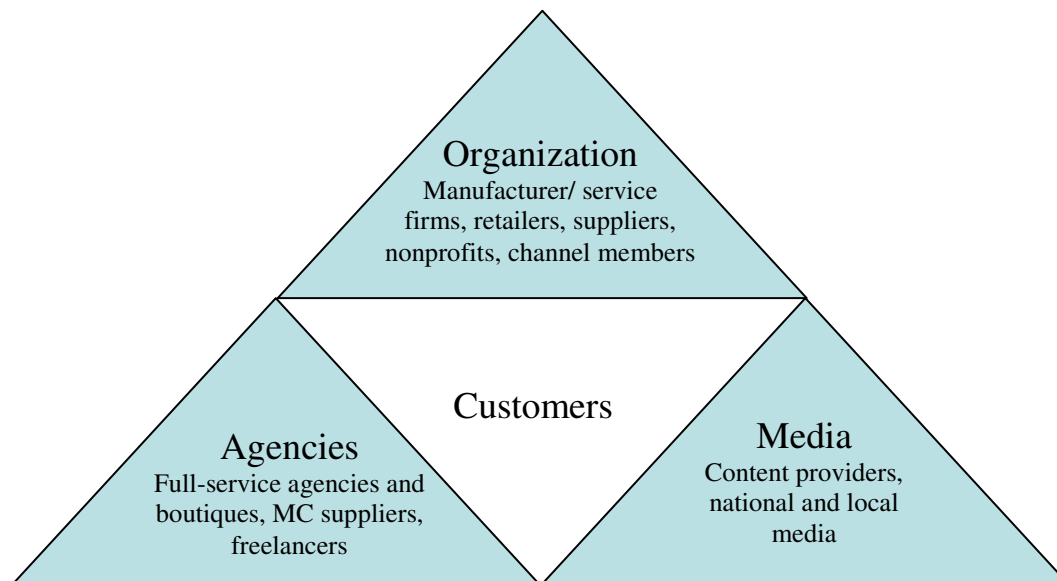 Organization
Manufacturer/ service
firms, retailers, suppliers,
nonprofits, channel members
Customers
Agencies
Full-service agencies and
boutiques, MC suppliers,
freelancers
Media
Content providers,
national and local
media